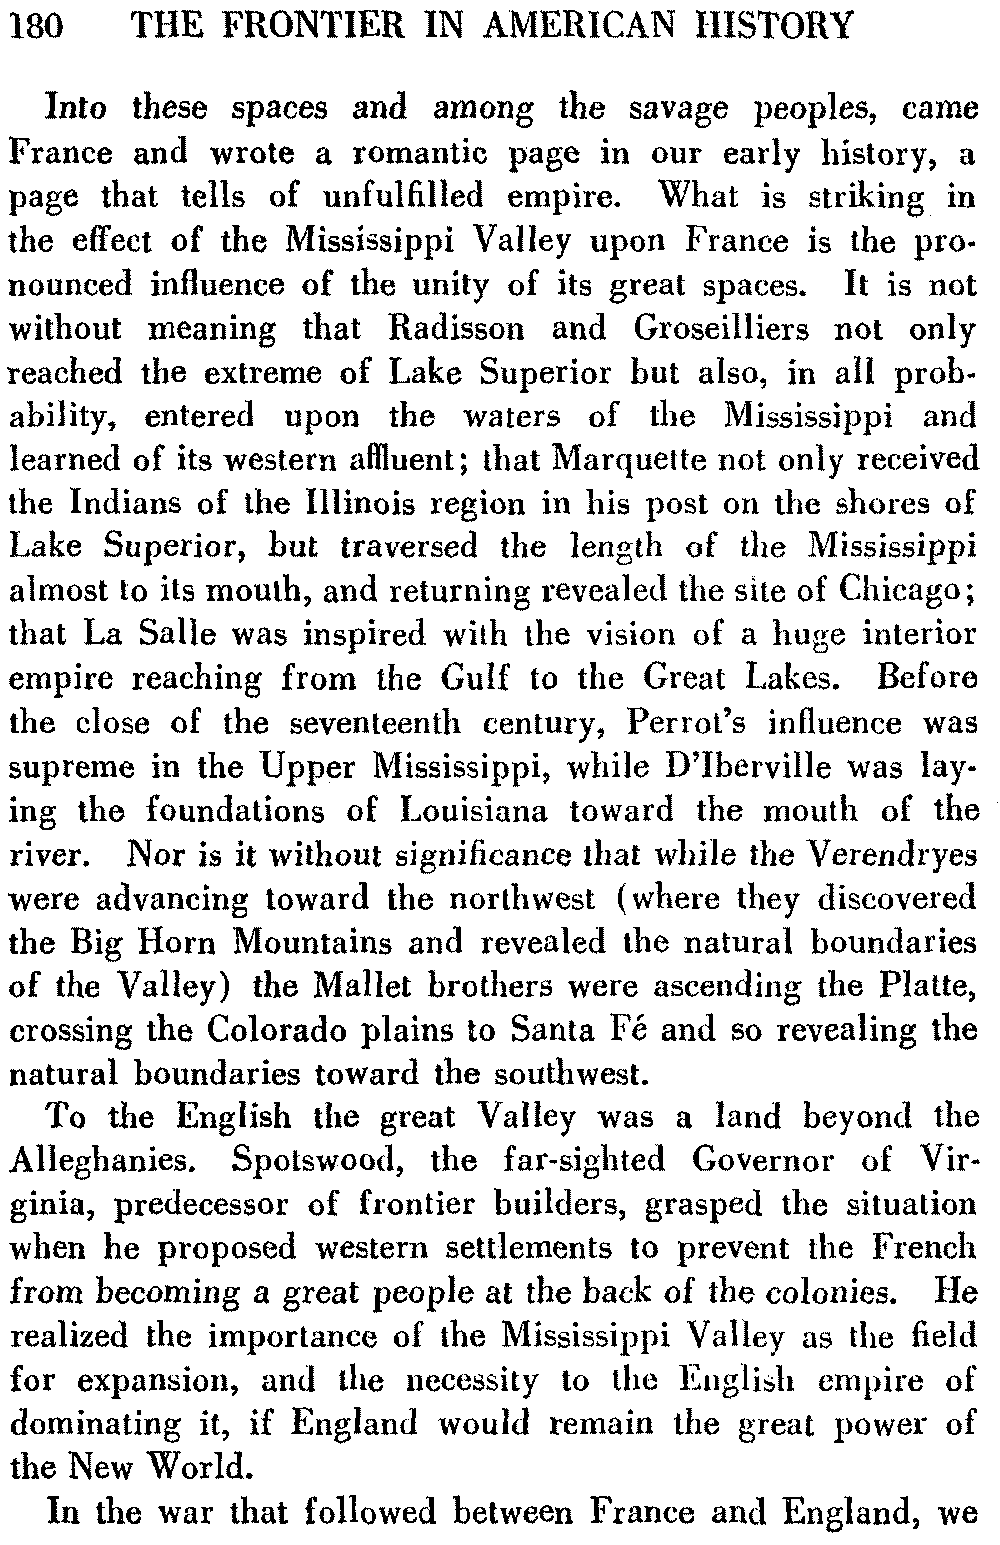 180 THE FRONTIER IN AMERICAN HISTORY
Into these spaces and among the savage peoples, came
France and wrote a romantic page in our early history, a
page that tells of unfulfilled empire. What is striking in
the effect of the Mississippi Valley upon France is the pro-
nounced influence of the unity of its great spaces. It is not
without meaning that Radisson and Groseilliers not only
reached the extreme of Lake Superior but also, in all prob-
ability, entered upon the waters of the Mississippi and
learned of its western affluent; that Marquette not only received
the Indians of the Illinois region in his post on the shores of
Lake Superior, but traversed the length of the Mississippi
almost to its mouth, and returning revealed the site of Chicago;
that La Salle was inspired with the vision of a huge interior
empire reaching from the Gulf to the Great Lakes. Before
the close of the seventeenth century, Perrot's influence was
supreme in the Upper Mississippi, while D'Iberville was lay-
ing the foundations of Louisiana toward the mouth of the
river. Nor is it without significance that while the Verendryes
were advancing toward the northwest (where they discovered
the Big Horn Mountains and revealed the natural boundaries
of the Valley) the Mallet brothers were ascending the Platte,
crossing the Colorado plains to Santa Fé and so revealing the
natural boundaries toward the southwest.
To the English the great Valley was a land beyond the
Alleghanies. Spotswood, the far-sighted Governor of Vir-
ginia, predecessor of frontier builders, grasped the situation
when he proposed western settlements to prevent the French
from becoming a great people at the back of the colonies. He
realized the importance of the Mississippi Valley as the field
for expansion, and the necessity to the English empire of
dominating it, if England would remain the great power of
the New World.
In the war that followed between France and England, we